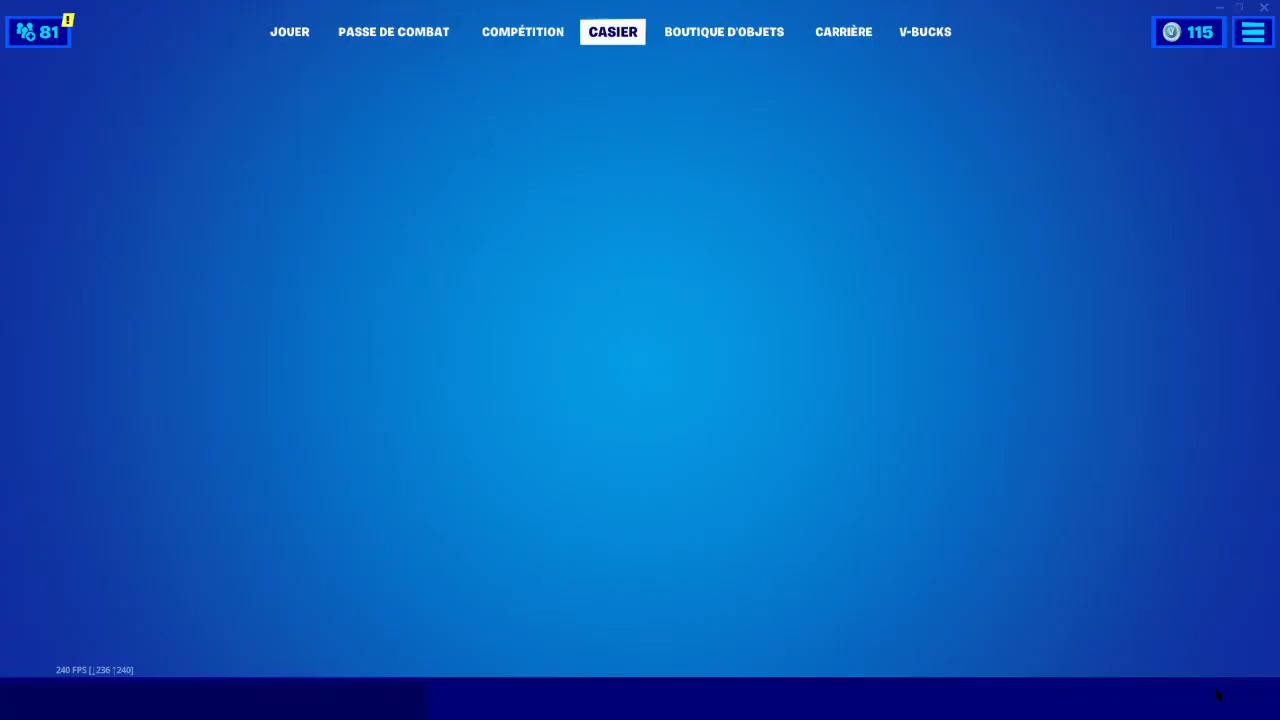 81 !
JOUER PASSE DE COMBAT COMPÉTITION CASIER BOUTIQUE D'OBJETS CARRIÈRE V-BUCKS
115
240 FPS [↓236 ↑240]